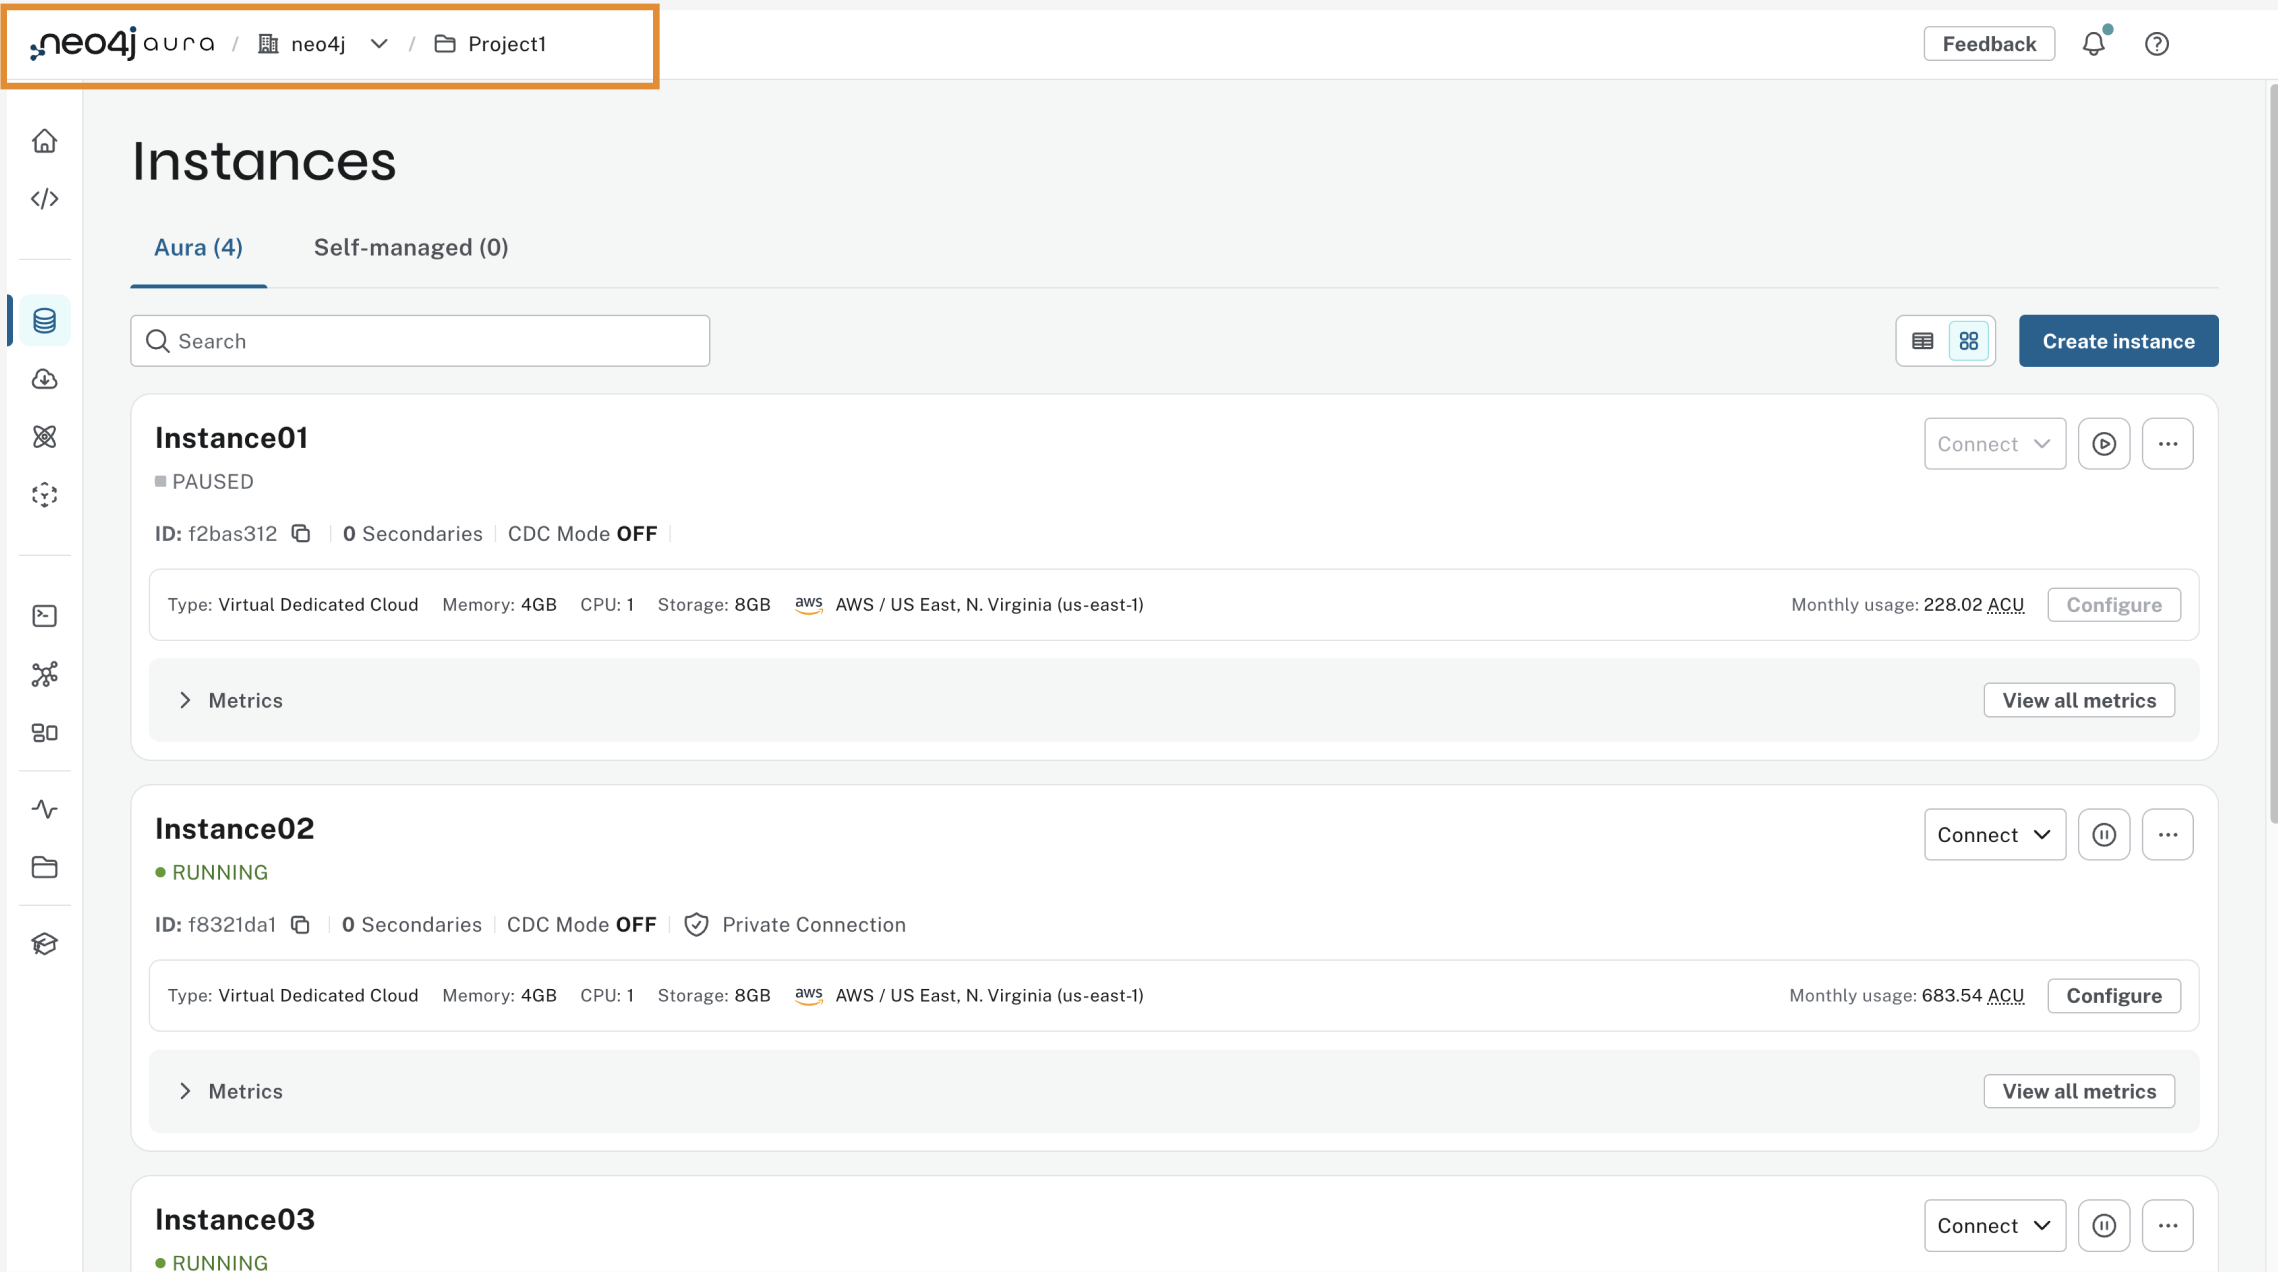 neo4j aura / neo4j / Project1 Feedback
Instances
Aura (4) Self-managed (0)
Search Create instance
Instance01 Connect
PAUSED
ID: f2bas312 0 Secondaries CDC Mode OFF
Type: Virtual Dedicated Cloud Memory: 4GB CPU: 1 Storage: 8GB aws AWS / US East, N. Virginia (us-east-1) Monthly usage: 228.02 ACU Configure
Metrics View all metrics
Instance02 Connect
RUNNING
ID: f8321da1 0 Secondaries CDC Mode OFF Private Connection
Type: Virtual Dedicated Cloud Memory: 4GB CPU: 1 Storage: 8GB aws AWS / US East, N. Virginia (us-east-1) Monthly usage: 683.54 ACU Configure
Metrics View all metrics
Instance03 Connect
RUNNING